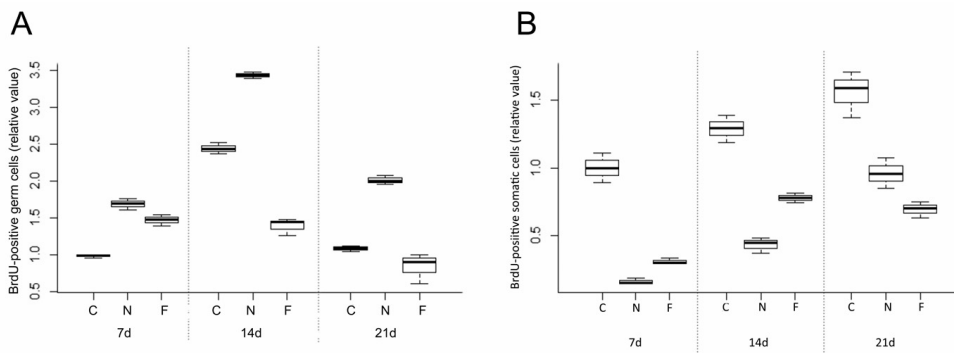 A
BrdU-positive germ cells (relative value)
3.5
3.0
2.5
2.0
1.5
1.0
0.5
C N F C N F C N F
7d 14d 21d
B
BrdU-posiitive somatic cells (relative value)
1.5
1.0
0.5
C N F C N F C N F
7d 14d 21d